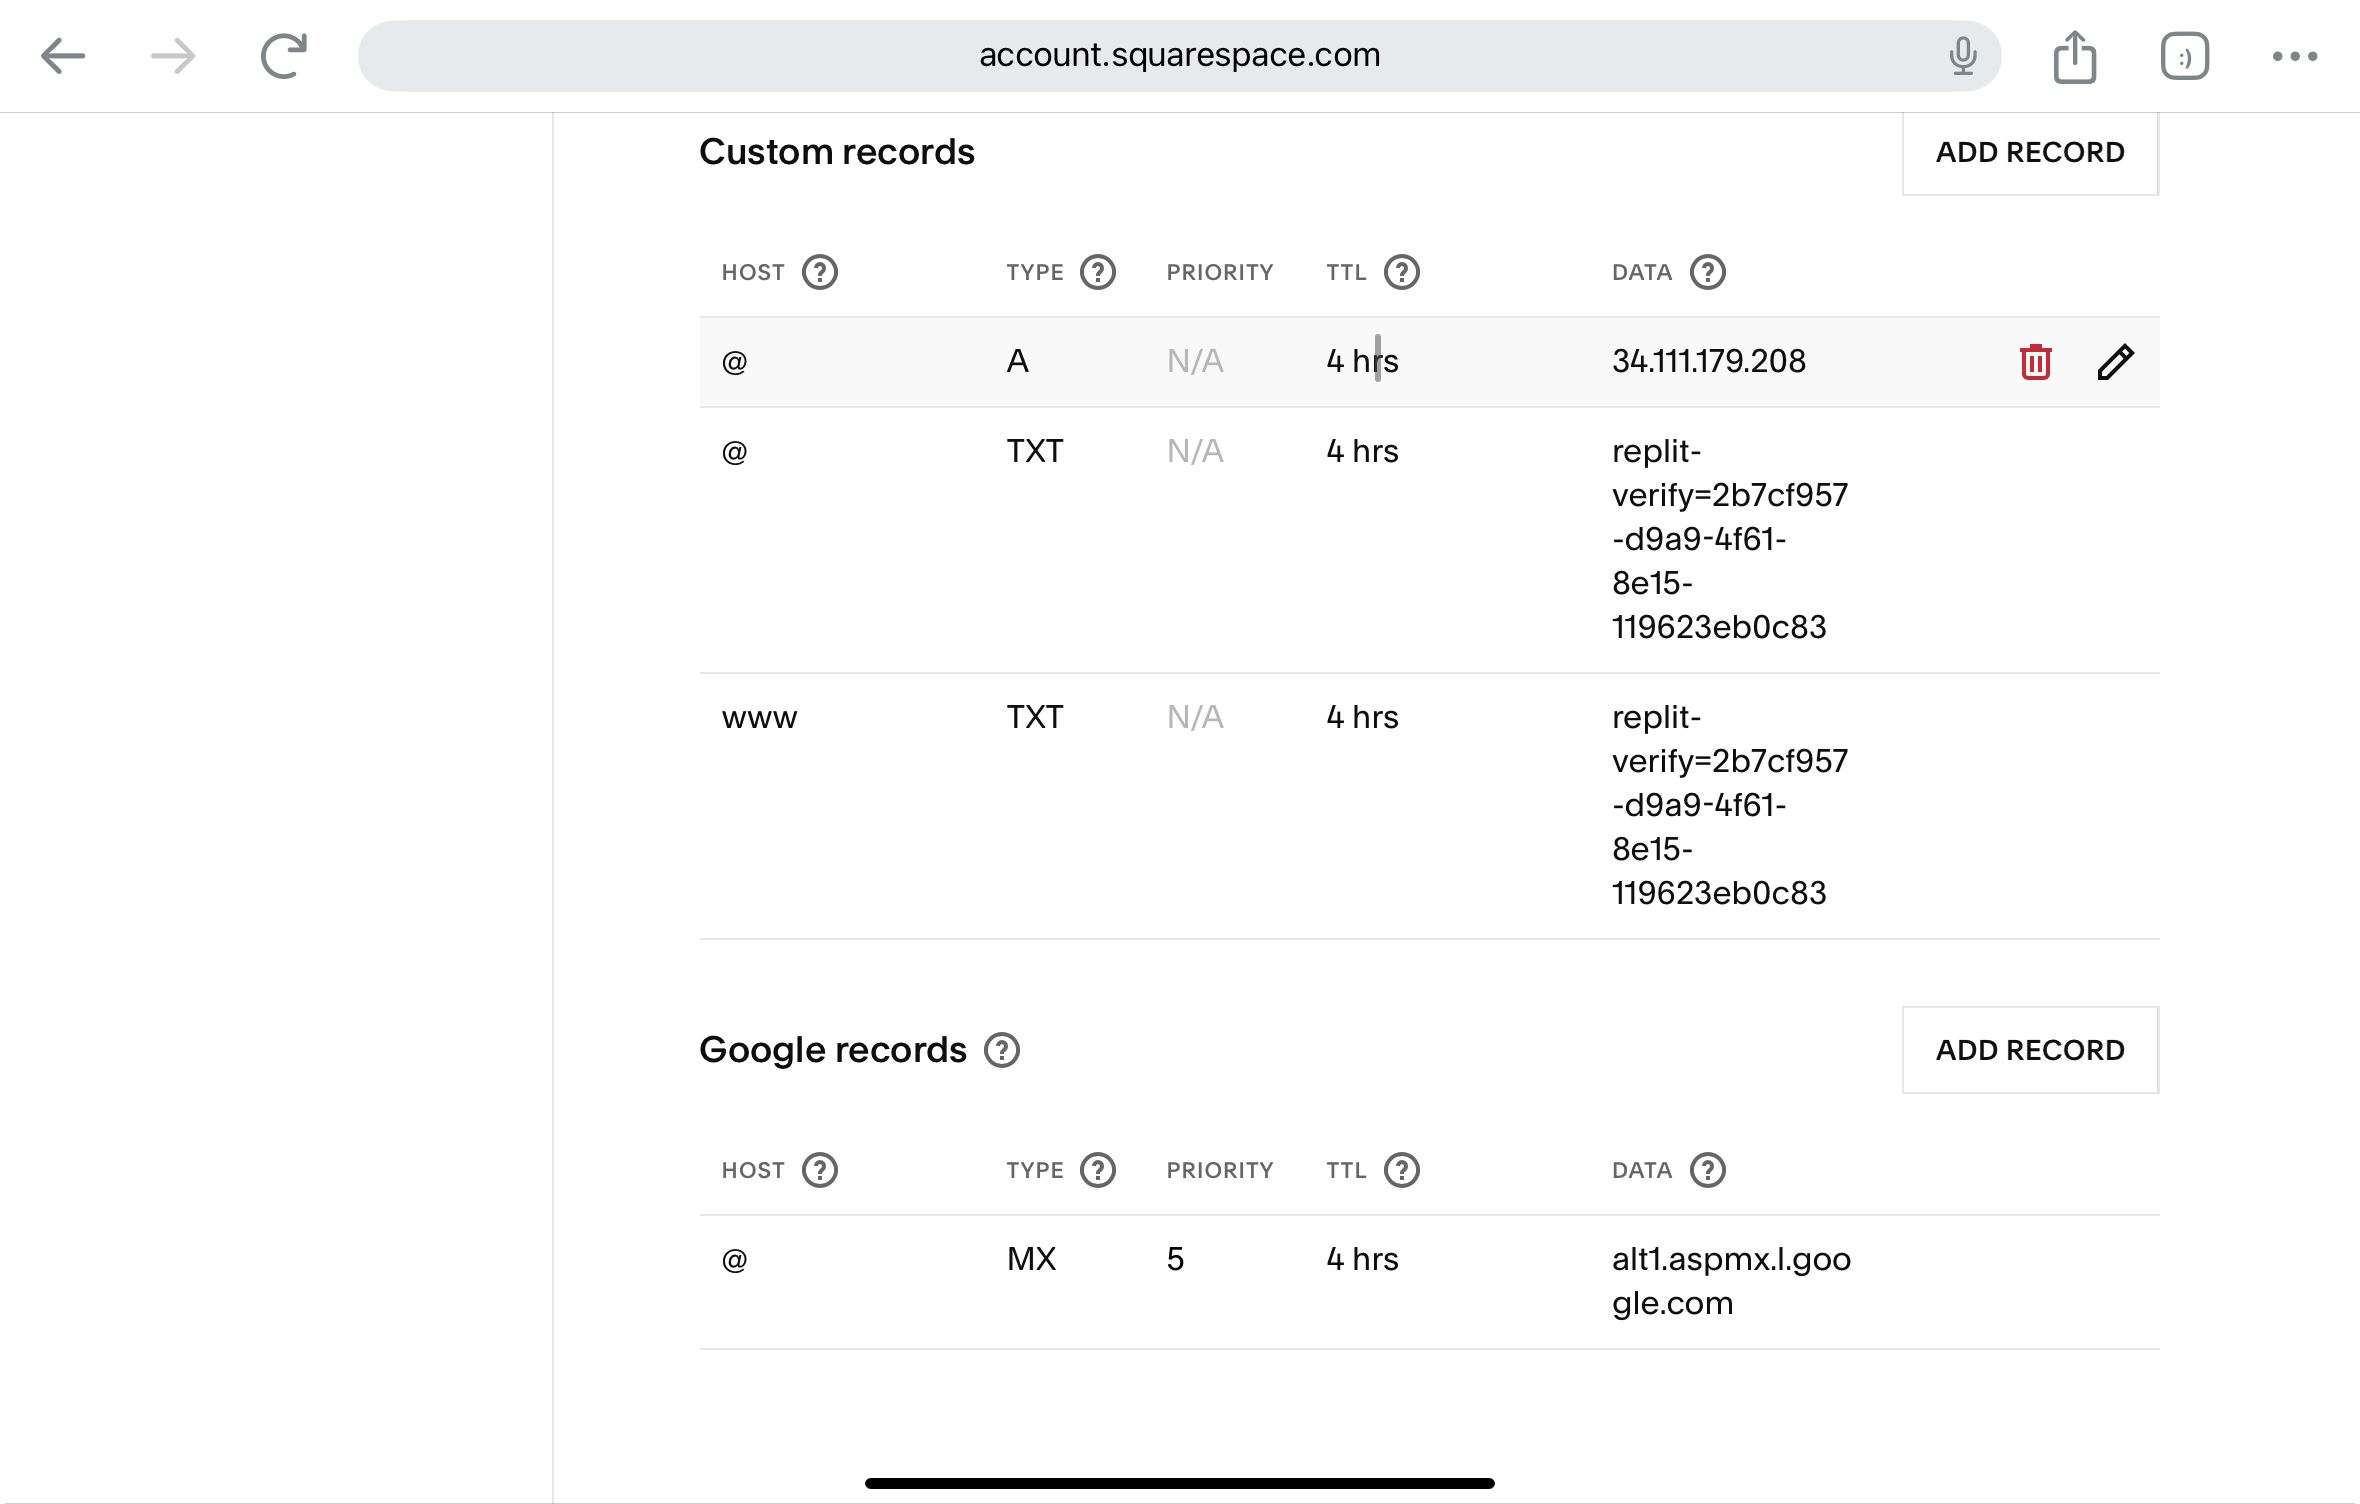 account.squarespace.com
:)
Custom records
ADD RECORD
HOST ? TYPE ? PRIORITY TTL ? DATA ?
@ A N/A 4 hrs 34.111.179.208
@ TXT N/A 4 hrs replit-
verify=2b7cf957
-d9a9-4f61-
8e15-
119623eb0c83
www TXT N/A 4 hrs replit-
verify=2b7cf957
-d9a9-4f61-
8e15-
119623eb0c83
Google records ?
ADD RECORD
HOST ? TYPE ? PRIORITY TTL ? DATA ?
@ MX 5 4 hrs alt1.aspmx.l.goo
gle.com